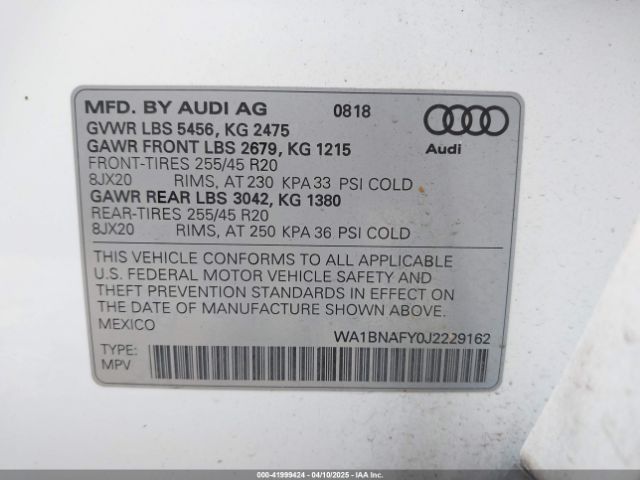 MFD. BY AUDI AG 0818
GVWR LBS 5456, KG 2475
GAWR FRONT LBS 2679, KG 1215
Audi
FRONT-TIRES 255/45 R20
8JX20 RIMS, AT 230 KPA 33 PSI COLD
GAWR REAR LBS 3042, KG 1380
REAR-TIRES 255/45 R20
8JX20 RIMS, AT 250 KPA 36 PSI COLD
THIS VEHICLE CONFORMS TO ALL APPLICABLE
U.S. FEDERAL MOTOR VEHICLE SAFETY AND
THEFT PREVENTION STANDARDS IN EFFECT ON
THE DATE OF MANUFACTURE SHOWN ABOVE.
MEXICO
WA1BNAFY0J2229162
TYPE:
MPV
000-41999424 04/10/2025 IAAI.COM